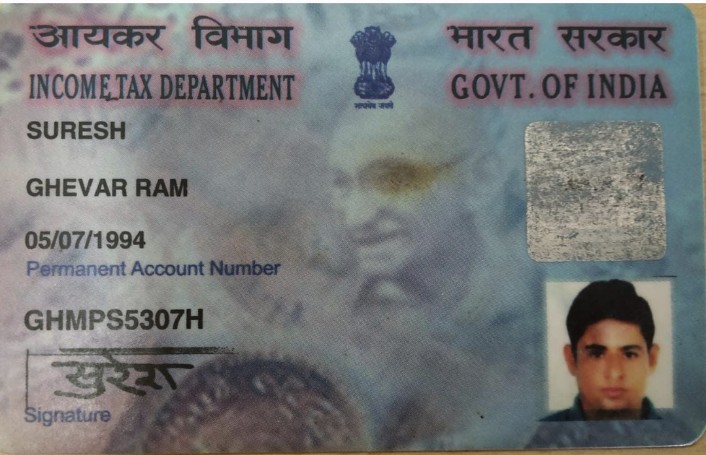 आयकर विभाग
भारत सरकार
INCOME TAX DEPARTMENT
GOVT. OF INDIA
सत्यमेव जयते
SURESH
GHEVAR RAM
05/07/1994
Permanent Account Number
GHMPS5307H
सुरेश
Signature